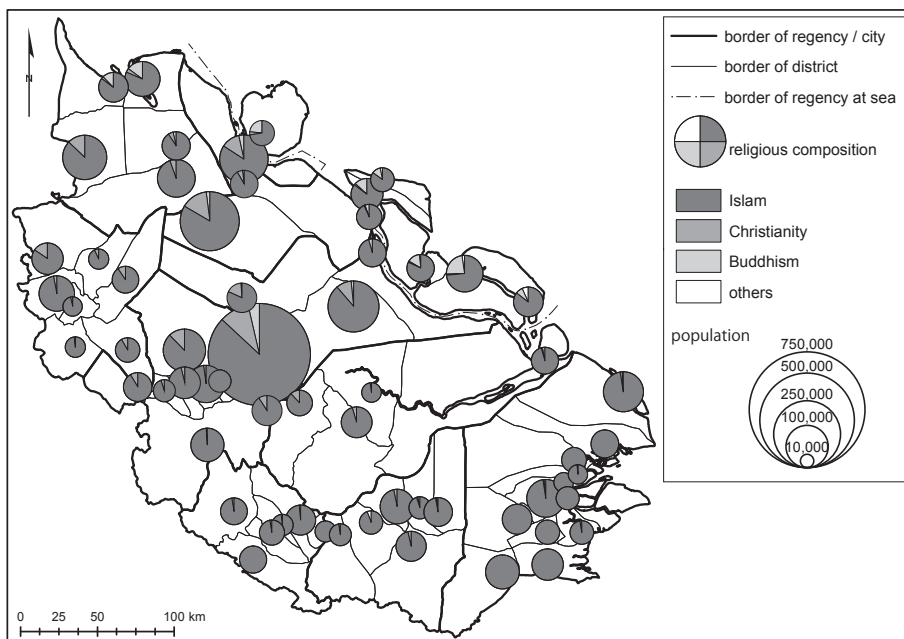 N
border of regency / city
border of district
border of regency at sea
religious composition
Islam
Christianity
Buddhism
others
population
750,000
500,000
250,000
100,000
10,000
0 25 50 100 km